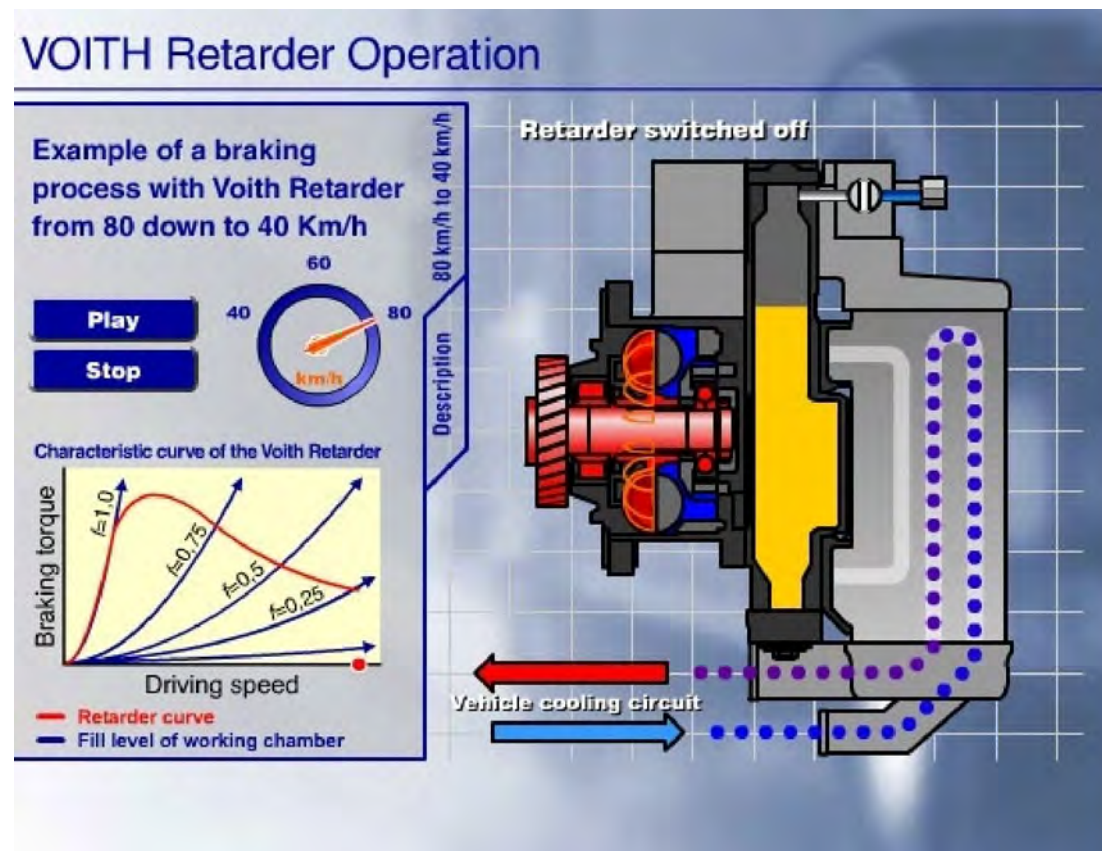 VOITH Retarder Operation
Example of a braking
process with Voith Retarder
from 80 down to 40 Km/h
80 km/h to 40 km/h
Description
Play
Stop
40
60
80
km/h
Characteristic curve of the Voith Retarder
Braking torque
f=1,0
f=0,75
f=0,5
f=0,25
Driving speed
Retarder curve
Fill level of working chamber
Retarder switched off
Vehicle cooling circuit